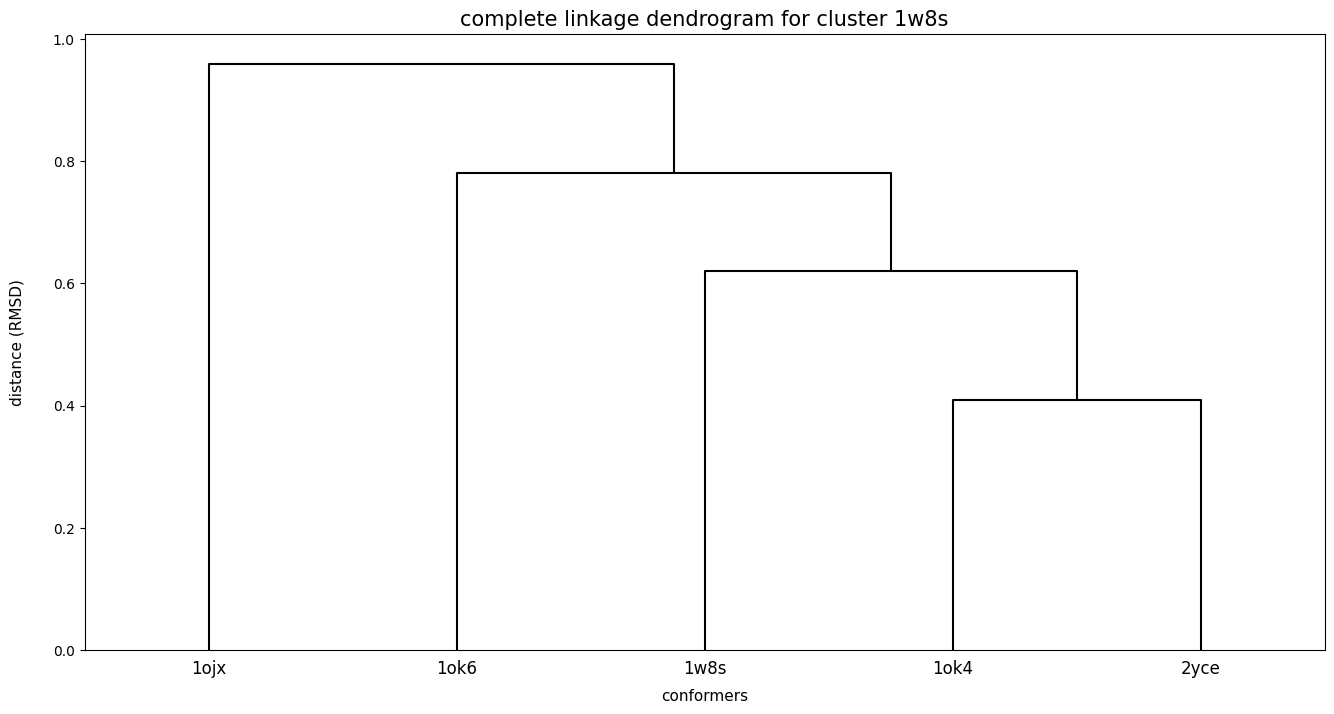 complete linkage dendrogram for cluster 1w8s
1.0
0.8
0.6
0.4
0.2
0.0
distance (RMSD)
1ojx 1ok6 1w8s 1ok4 2yce
conformers